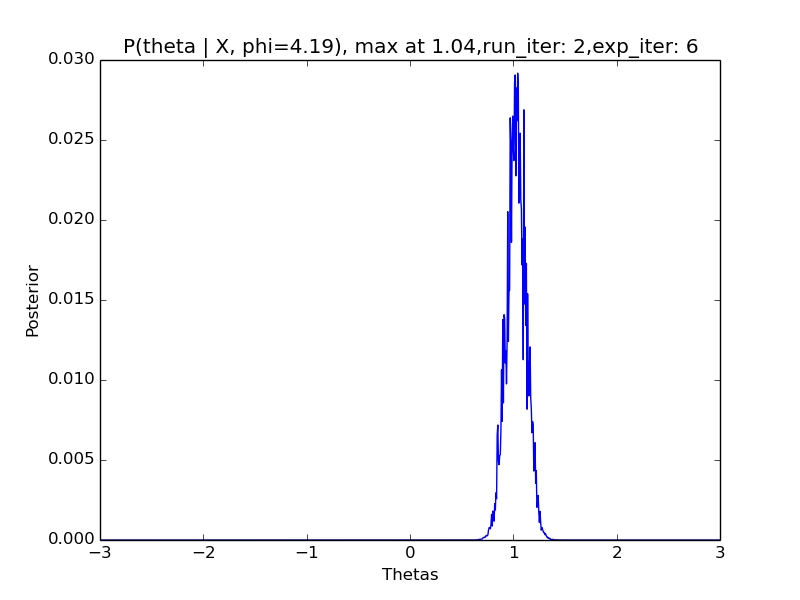 P(theta | X, phi=4.19), max at 1.04,run_iter: 2,exp_iter: 6
0.030
0.025
0.020
0.015
0.010
0.005
0.000
Posterior
−3 −2 −1 0 1 2 3
Thetas